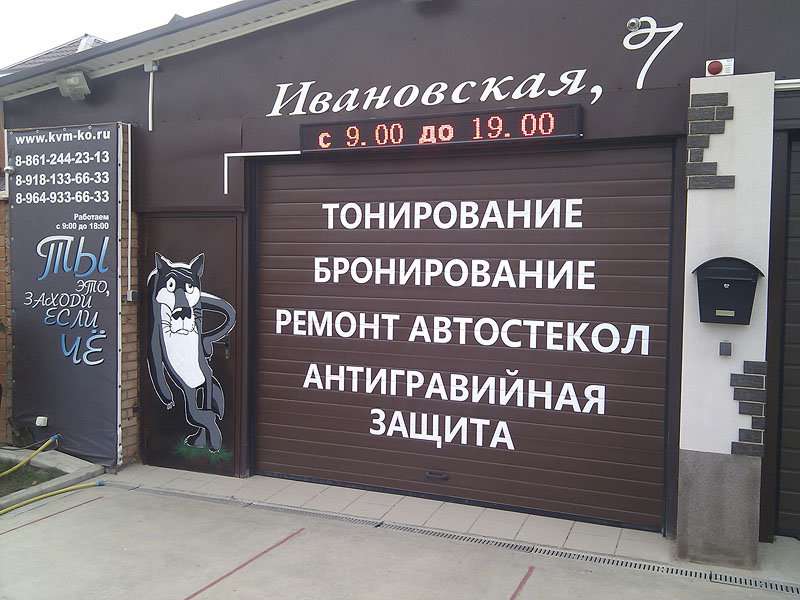 Ивановская, 7
с 9.00 до 19.00
www.kvm-ko.ru
8-861-244-23-13
8-918-133-66-33
8-964-933-66-33
Работаем
с 9:00 до 18:00
ТЫ
ЭТО,
ЗАХОДИ
ЕСЛИ
ЧЁ
ТОНИРОВАНИЕ
БРОНИРОВАНИЕ
РЕМОНТ АВТОСТЕКОЛ
АНТИГРАВИЙНАЯ
ЗАЩИТА